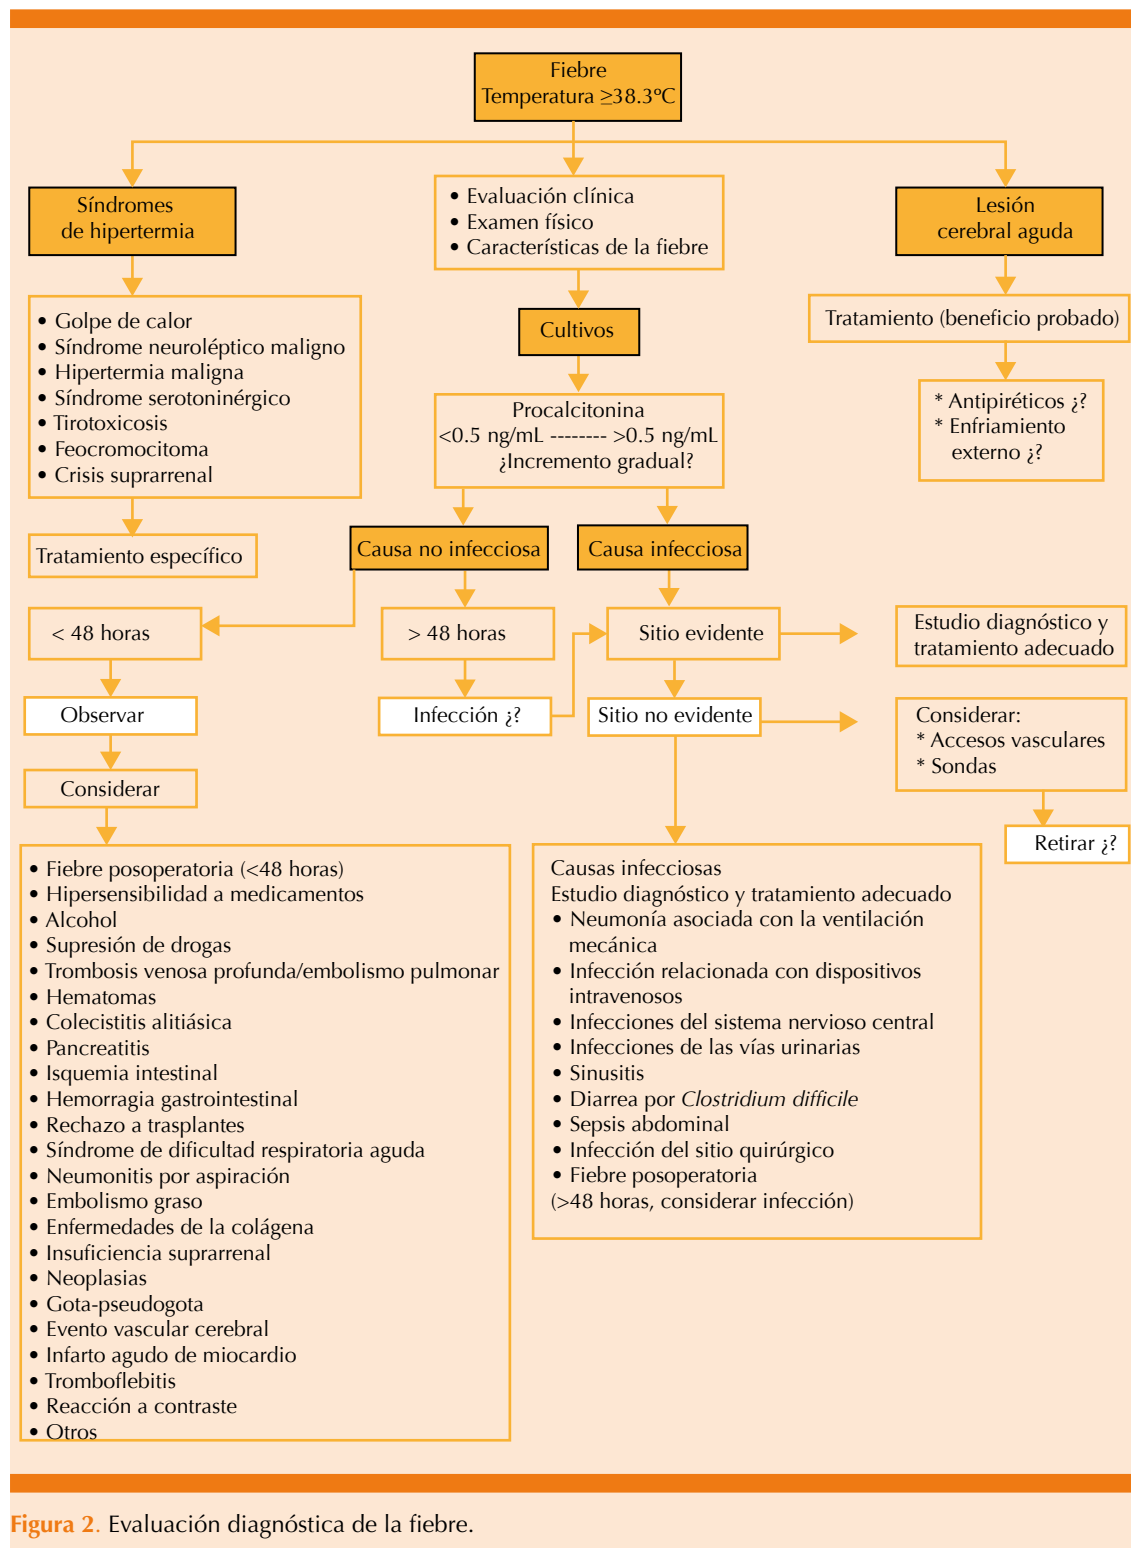 Fiebre
Temperatura ≥38.3ºC
Síndromes
de hipertermia
• Evaluación clínica
• Examen físico
• Características de la fiebre
Lesión
cerebral aguda
• Golpe de calor
• Síndrome neuroléptico maligno
• Hipertermia maligna
• Síndrome serotoninérgico
• Tirotoxicosis
• Feocromocitoma
• Crisis suprarrenal
Tratamiento específico
Cultivos
Procalcitonina
<0.5 ng/mL -------- >0.5 ng/mL
¿Incremento gradual?
Tratamiento (beneficio probado)
* Antipiréticos ¿?
* Enfriamiento
externo ¿?
Causa no infecciosa
Causa infecciosa
< 48 horas
> 48 horas
Sitio evidente
Estudio diagnóstico y
tratamiento adecuado
Observar
Infección ¿?
Sitio no evidente
Considerar:
* Accesos vasculares
* Sondas
Retirar ¿?
Considerar
• Fiebre posoperatoria (<48 horas)
• Hipersensibilidad a medicamentos
• Alcohol
• Supresión de drogas
• Trombosis venosa profunda/embolismo pulmonar
• Hematomas
• Colecistitis alitiásica
• Pancreatitis
• Isquemia intestinal
• Hemorragia gastrointestinal
• Rechazo a trasplantes
• Síndrome de dificultad respiratoria aguda
• Neumonitis por aspiración
• Embolismo graso
• Enfermedades de la colágena
• Insuficiencia suprarrenal
• Neoplasias
• Gota-pseudogota
• Evento vascular cerebral
• Infarto agudo de miocardio
• Tromboflebitis
• Reacción a contraste
• Otros
Causas infecciosas
Estudio diagnóstico y tratamiento adecuado
• Neumonía asociada con la ventilación
mecánica
• Infección relacionada con dispositivos
intravenosos
• Infecciones del sistema nervioso central
• Infecciones de las vías urinarias
• Sinusitis
• Diarrea por Clostridium difficile
• Sepsis abdominal
• Infección del sitio quirúrgico
• Fiebre posoperatoria
(>48 horas, considerar infección)
Figura 2. Evaluación diagnóstica de la fiebre.